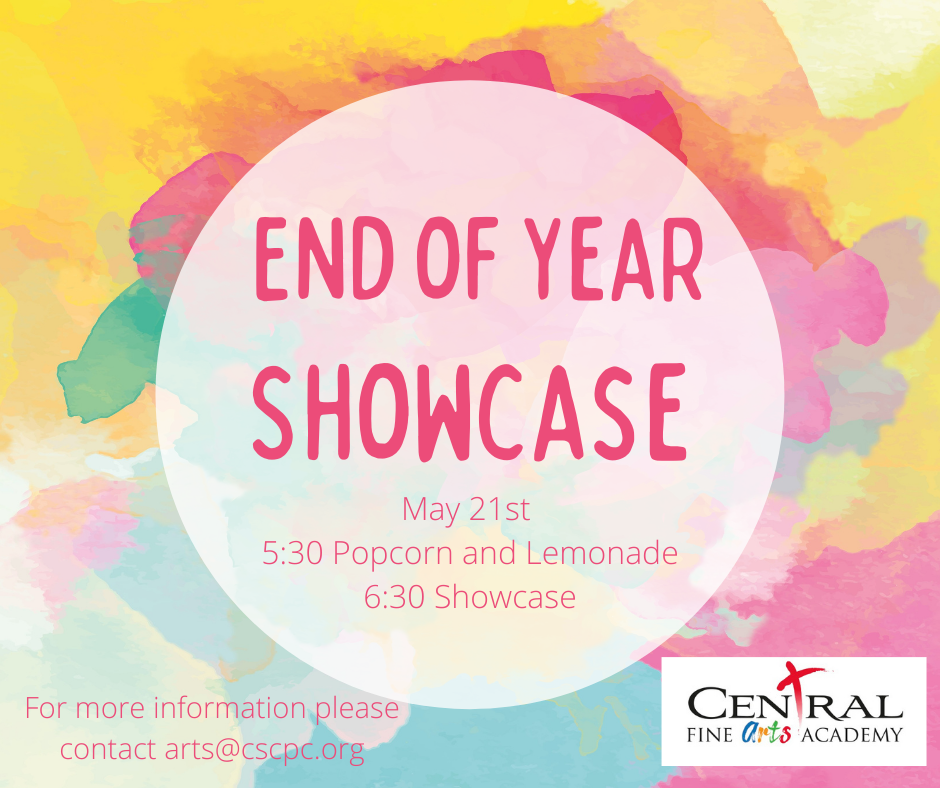 END OF YEAR
SHOWCASE
May 21st
5:30 Popcorn and Lemonade
6:30 Showcase
For more information please
contact arts@cscpc.org
CENTRAL
FINE arts ACADEMY